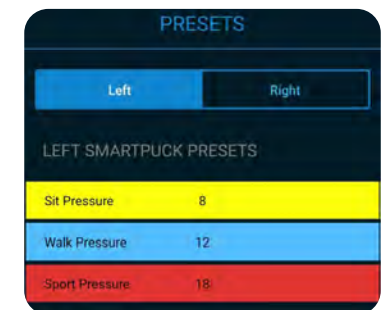 PRESETS
Left Right
LEFT SMARTPUCK PRESETS
Sit Pressure 8
Walk Pressure 12
Sport Pressure 18